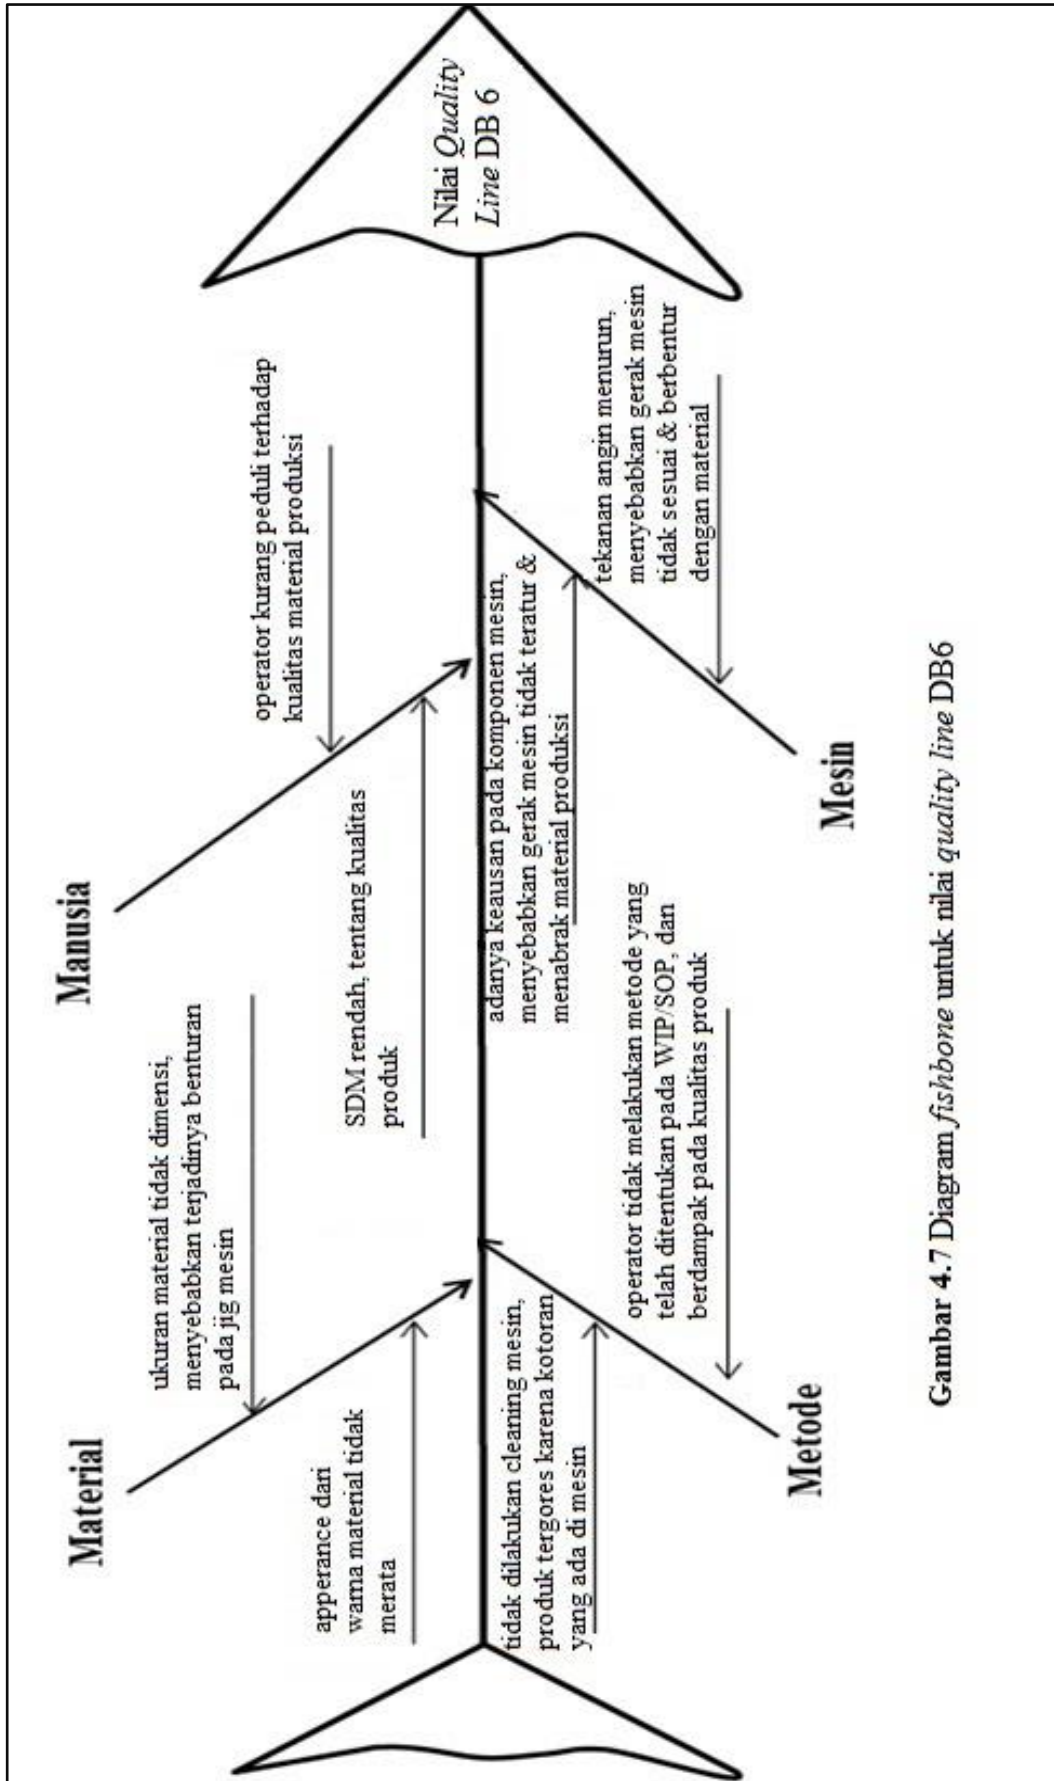 Material
Manusia
ukuran material tidak dimensi,
menyebabkan terjadinya benturan
pada jig mesin
operator kurang peduli terhadap
kualitas material produksi
apperance dari
warna material tidak
merata
SDM rendah, tentang kualitas
produk
Nilai Quality
Line DB 6
tidak dilakukan cleaning mesin,
produk tergores karena kotoran
yang ada di mesin
adanya keausan pada komponen mesin,
menyebabkan gerak mesin tidak teratur &
menabrak material produksi
operator tidak melakukan metode yang
telah ditentukan pada WIP/SOP, dan
berdampak pada kualitas produk
tekanan angin menurun,
menyebabkan gerak mesin
tidak sesuai & berbentur
dengan material
Metode
Mesin
Gambar 4.7 Diagram fishbone untuk nilai quality line DB6